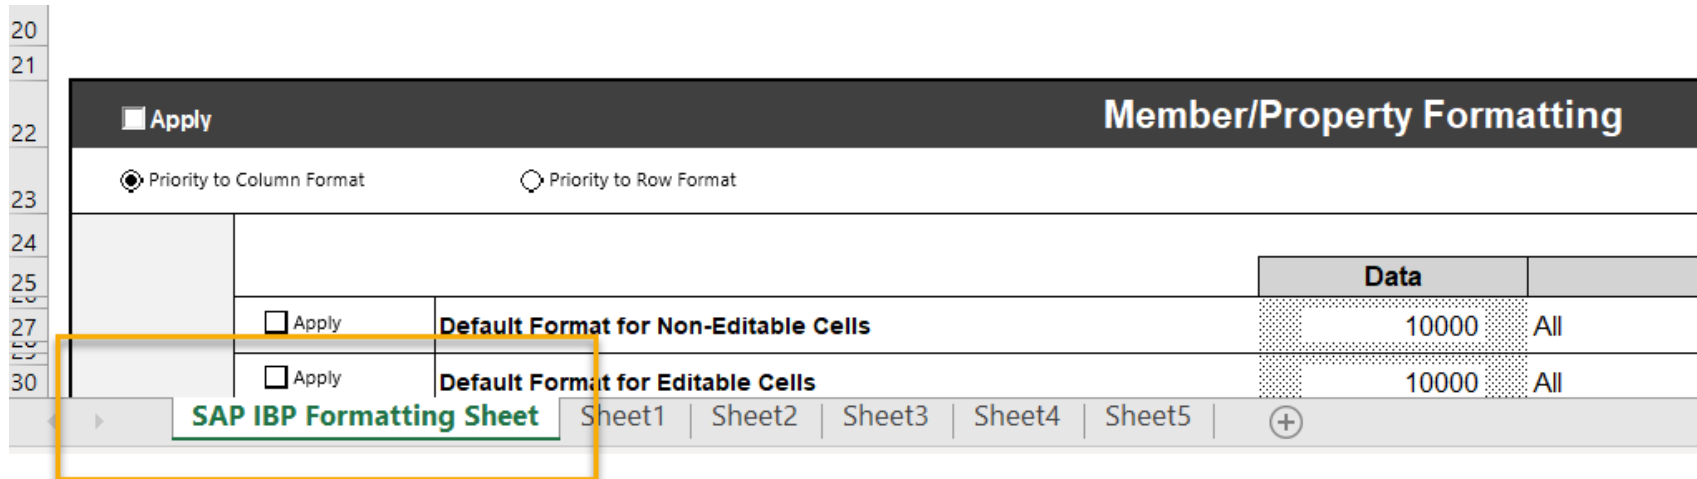 20
21
22 Apply Member/Property Formatting
23 Priority to Column Format Priority to Row Format
24
25 Data
27 Apply Default Format for Non-Editable Cells 10000 All
30 Apply Default Format for Editable Cells 10000 All
SAP IBP Formatting Sheet Sheet1 Sheet2 Sheet3 Sheet4 Sheet5